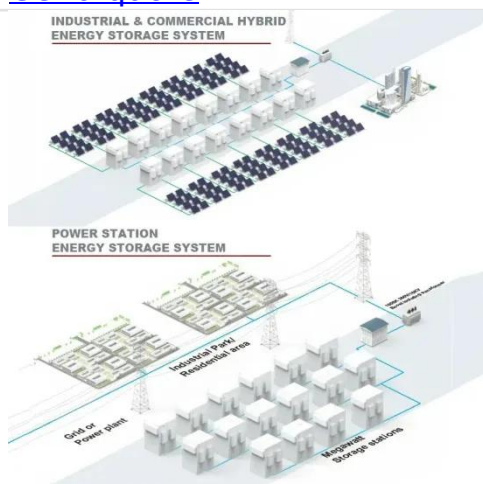 INDUSTRIAL & COMMERCIAL HYBRID
ENERGY STORAGE SYSTEM
POWER STATION
ENERGY STORAGE SYSTEM
Industrial Park/
Residential area
Grid or
Power plant
Megawatt
Storage stations